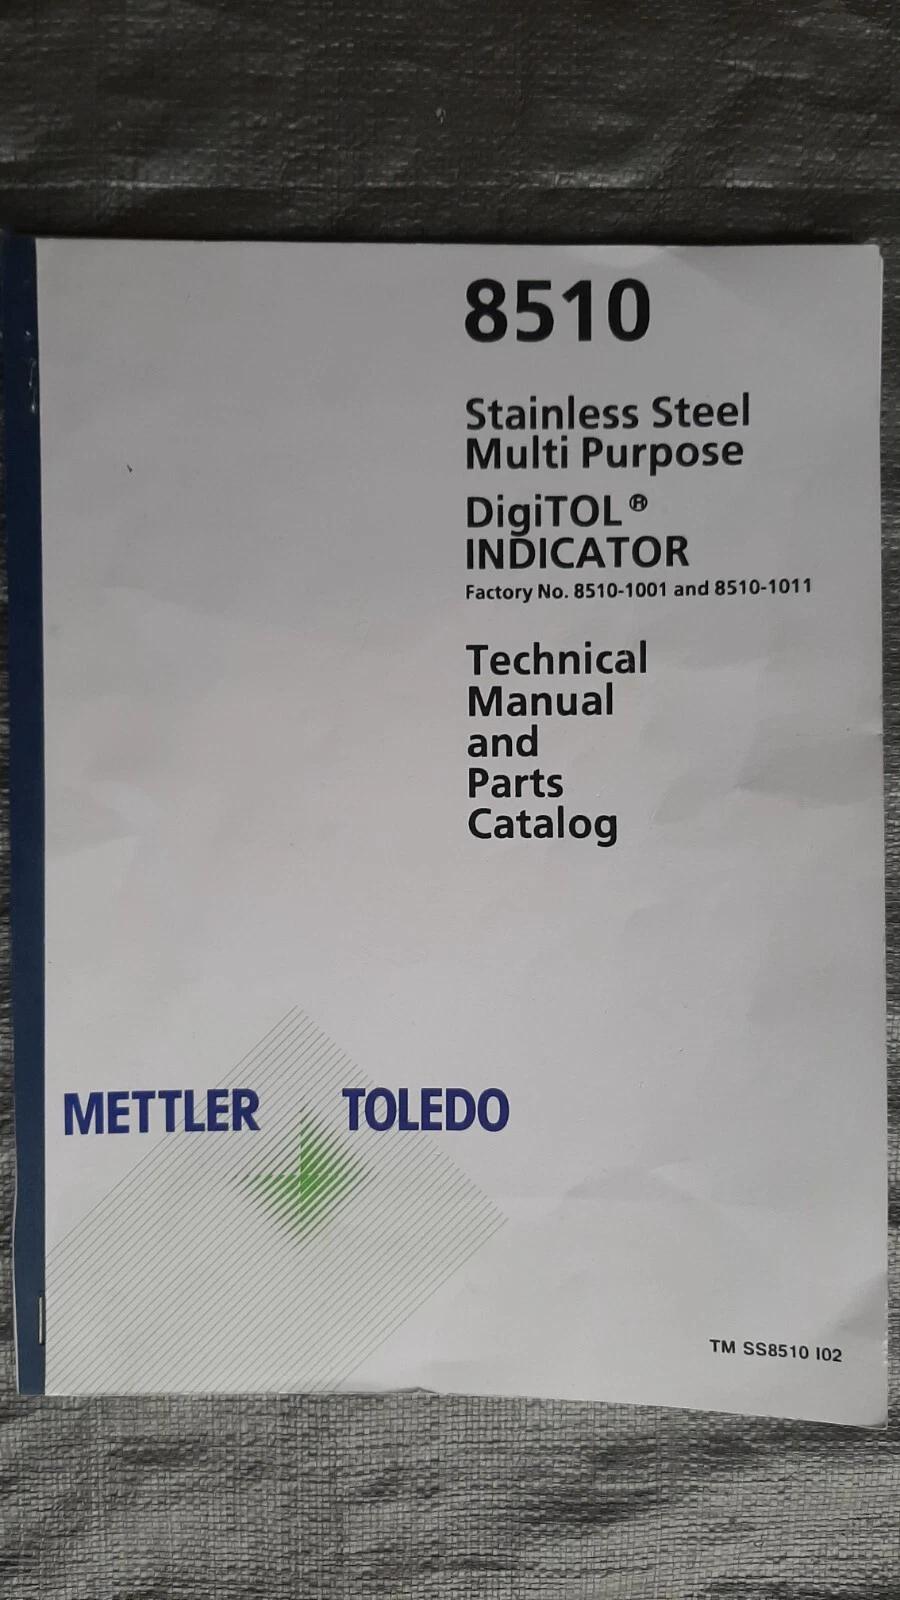 8510
Stainless Steel
Multi Purpose
DigiTOL®
INDICATOR
Factory No. 8510-1001 and 8510-1011
Technical
Manual
and
Parts
Catalog
METTLER TOLEDO
TM SS8510 I02